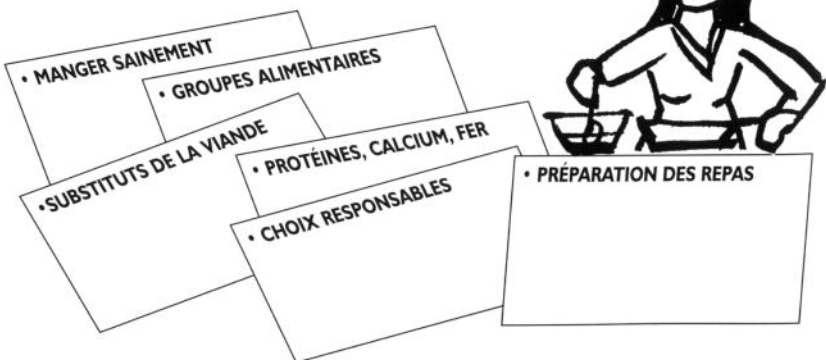 • MANGER SAINEMENT
• GROUPES ALIMENTAIRES
• SUBSTITUTS DE LA VIANDE
• PROTÉINES, CALCIUM, FER
• CHOIX RESPONSABLES
• PRÉPARATION DES REPAS